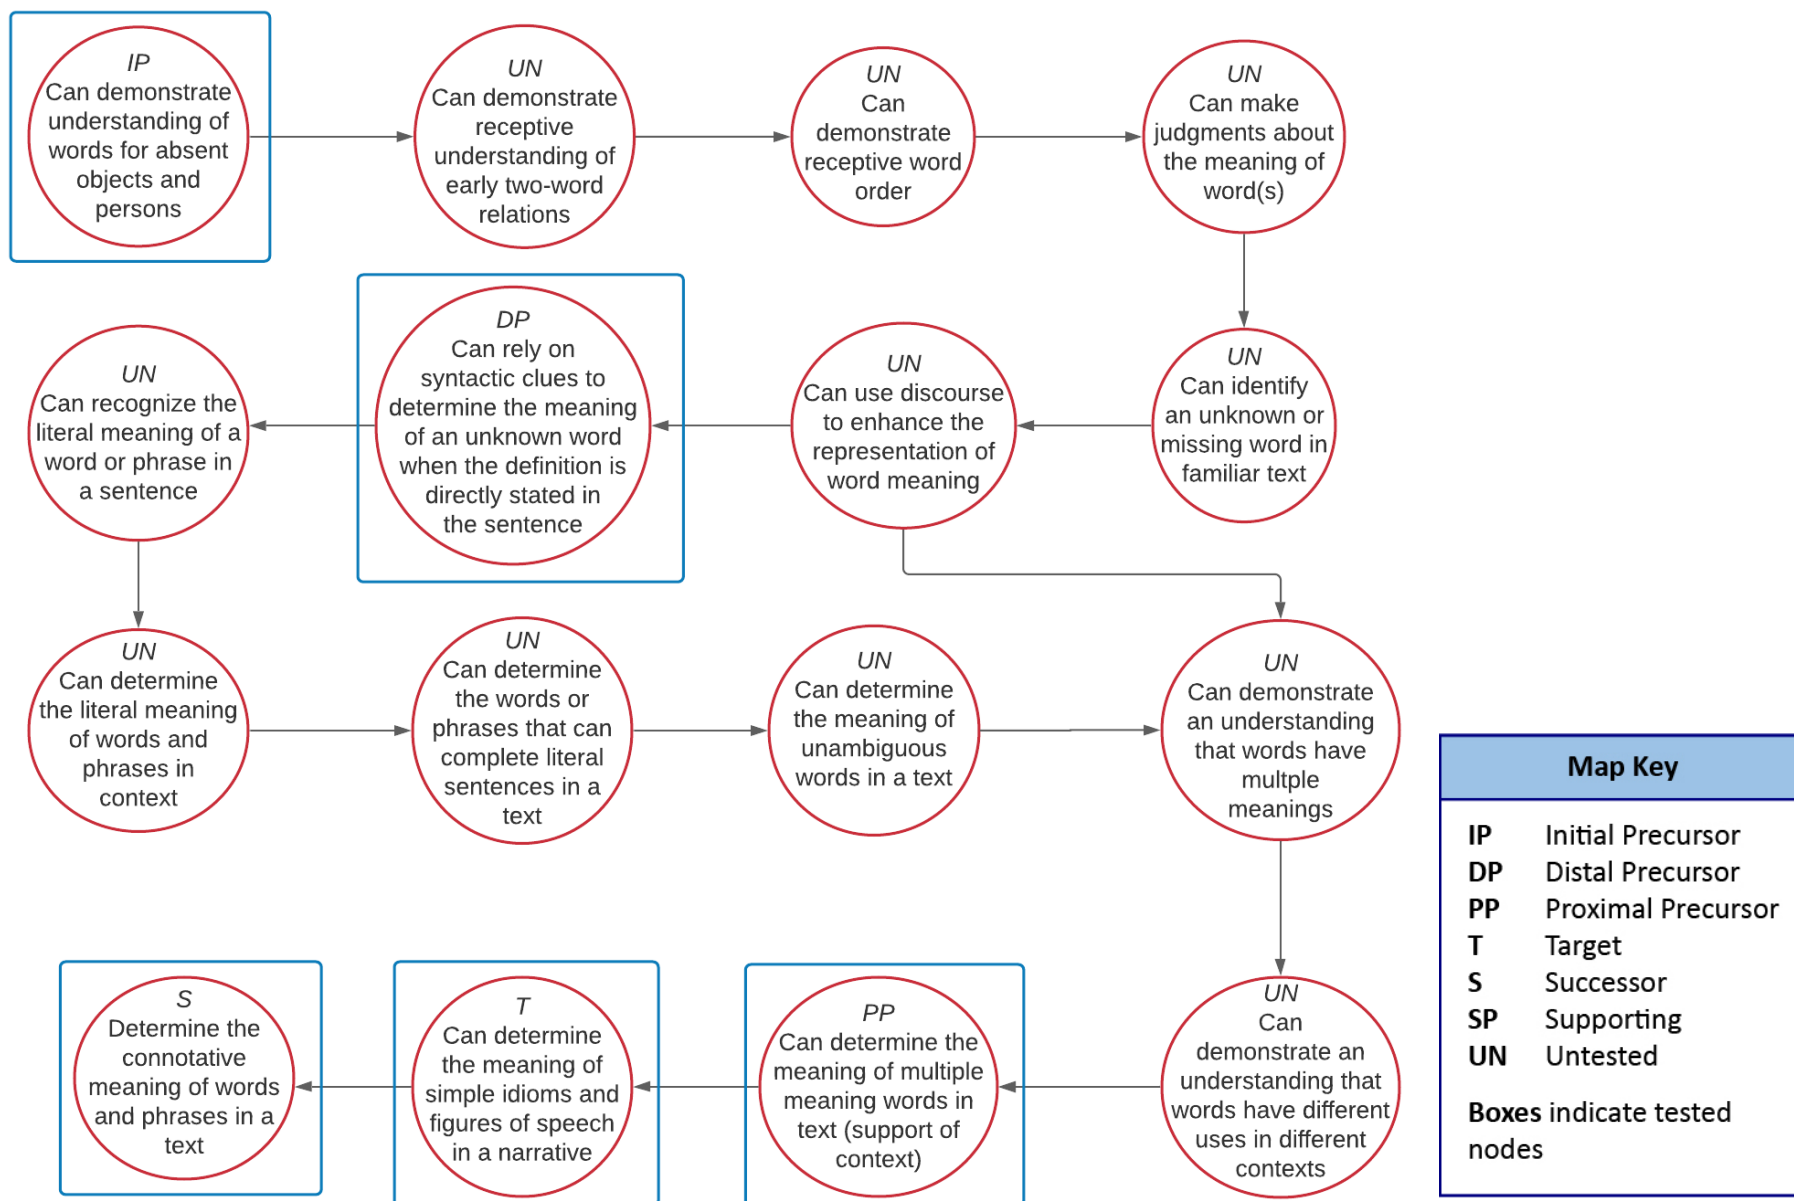 IP
Can demonstrate
understanding of
words for absent
objects and
persons
UN
Can demonstrate
receptive
understanding of
early two-word
relations
UN
Can
demonstrate
receptive word
order
UN
Can make
judgments about
the meaning of
word(s)
UN
Can recognize the
literal meaning of a
word or phrase in
a sentence
DP
Can rely on
syntactic clues to
determine the meaning
of an unknown word
when the definition is
directly stated in
the sentence
UN
Can use discourse
to enhance the
representation of
word meaning
UN
Can identify
an unknown or
missing word in
familiar text
UN
Can determine
the literal meaning
of words and
phrases in
context
UN
Can determine
the words or
phrases that can
complete literal
sentences in a
text
UN
Can determine
the meaning of
unambiguous
words in a text
UN
Can demonstrate
an understanding
that words have
multple
meanings
S
Determine the
connotative
meaning of words
and phrases in a
text
T
Can determine
the meaning of
simple idioms and
figures of speech
in a narrative
PP
Can determine the
meaning of multiple
meaning words in
text (support of
context)
UN
Can
demonstrate an
understanding that
words have different
uses in different
contexts
Map Key
IP Initial Precursor
DP Distal Precursor
PP Proximal Precursor
T Target
S Successor
SP Supporting
UN Untested
Boxes indicate tested
nodes